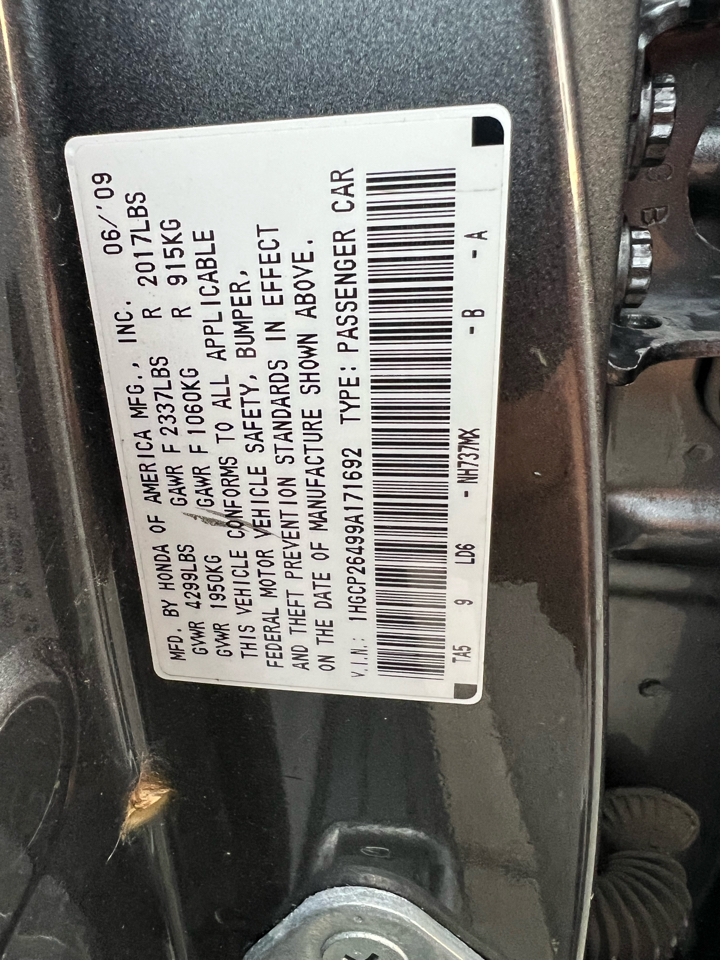 MFD. BY HONDA OF AMERICA MFG., INC. 06/'09
GVWR 4299LBS GAWR F 2337LBS R 2017LBS
GVWR 1950KG GAWR F 1060KG R 915KG
THIS VEHICLE CONFORMS TO ALL APPLICABLE
FEDERAL MOTOR VEHICLE SAFETY, BUMPER,
AND THEFT PREVENTION STANDARDS IN EFFECT
ON THE DATE OF MANUFACTURE SHOWN ABOVE.
V.I.N.: 1HGCP26499A171692 TYPE: PASSENGER CAR
TA5 9 LD6 - NH737MX - B - A